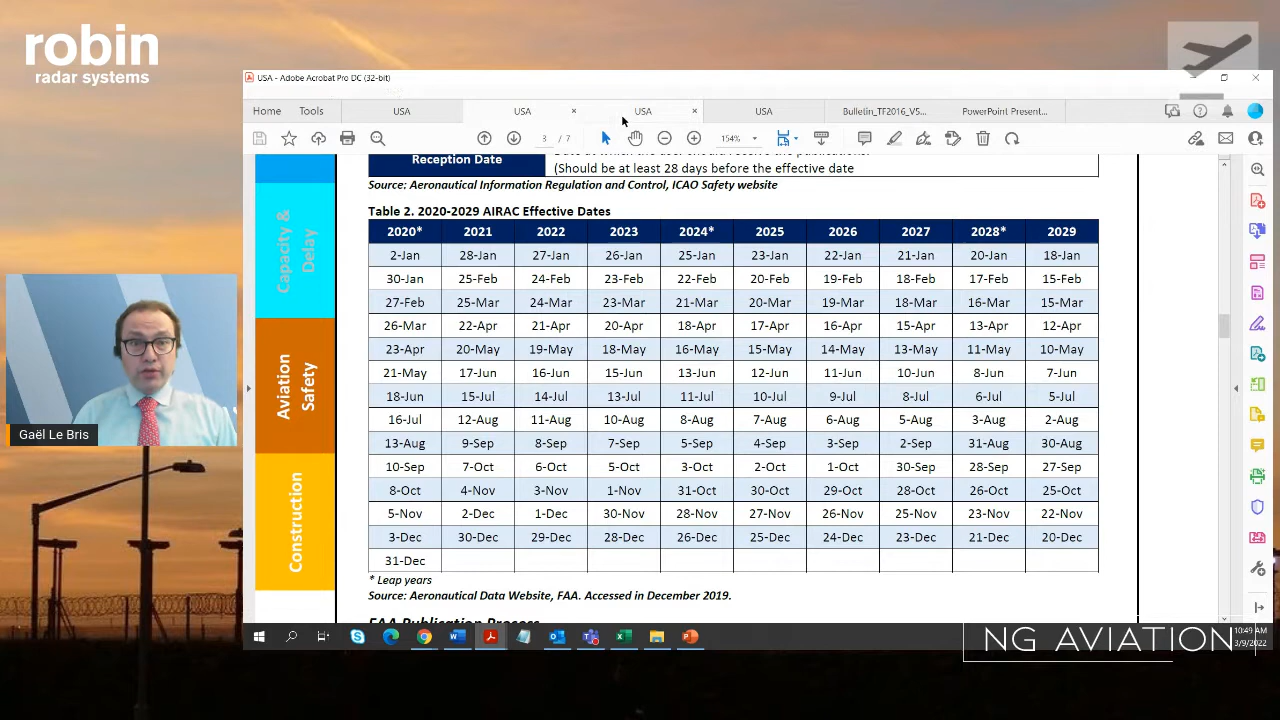 robin
radar systems
USA - Adobe Acrobat Pro DC (32-bit)
Home Tools USA USA × USA × USA Bulletin_TF2016_V5... PowerPoint Present...
3 / 7 154%
Reception Date
(Should be at least 28 days before the effective date
Source: Aeronautical Information Regulation and Control, ICAO Safety website
Table 2. 2020-2029 AIRAC Effective Dates
2020* 2021 2022 2023 2024* 2025 2026 2027 2028* 2029
2-Jan 28-Jan 27-Jan 26-Jan 25-Jan 23-Jan 22-Jan 21-Jan 20-Jan 18-Jan
30-Jan 25-Feb 24-Feb 23-Feb 22-Feb 20-Feb 19-Feb 18-Feb 17-Feb 15-Feb
27-Feb 25-Mar 24-Mar 23-Mar 21-Mar 20-Mar 19-Mar 18-Mar 16-Mar 15-Mar
26-Mar 22-Apr 21-Apr 20-Apr 18-Apr 17-Apr 16-Apr 15-Apr 13-Apr 12-Apr
23-Apr 20-May 19-May 18-May 16-May 15-May 14-May 13-May 11-May 10-May
21-May 17-Jun 16-Jun 15-Jun 13-Jun 12-Jun 11-Jun 10-Jun 8-Jun 7-Jun
18-Jun 15-Jul 14-Jul 13-Jul 11-Jul 10-Jul 9-Jul 8-Jul 6-Jul 5-Jul
16-Jul 12-Aug 11-Aug 10-Aug 8-Aug 7-Aug 6-Aug 5-Aug 3-Aug 2-Aug
13-Aug 9-Sep 8-Sep 7-Sep 5-Sep 4-Sep 3-Sep 2-Sep 31-Aug 30-Aug
10-Sep 7-Oct 6-Oct 5-Oct 3-Oct 2-Oct 1-Oct 30-Sep 28-Sep 27-Sep
8-Oct 4-Nov 3-Nov 1-Nov 31-Oct 30-Oct 29-Oct 28-Oct 26-Oct 25-Oct
5-Nov 2-Dec 1-Dec 30-Nov 28-Nov 27-Nov 26-Nov 25-Nov 23-Nov 22-Nov
3-Dec 30-Dec 29-Dec 28-Dec 26-Dec 25-Dec 24-Dec 23-Dec 21-Dec 20-Dec
31-Dec
* Leap years
Source: Aeronautical Data Website, FAA. Accessed in December 2019.
FAA Publication Process
Capacity &
Delay
Aviation
Safety
Construction
Gaël Le Bris
10:49 AM
3/9/2022
NG AVIATION